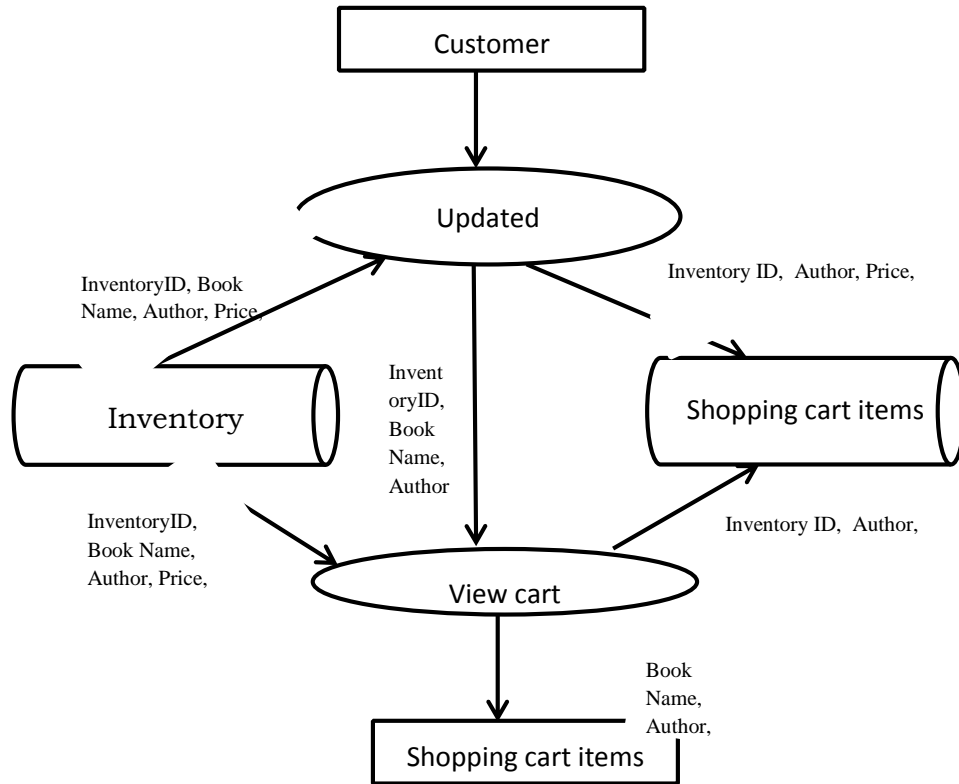 Customer
Updated
InventoryID, Book
Name, Author, Price,
Inventory ID, Author, Price,
Inventory
Invent
oryID,
Book
Name,
Author
Shopping cart items
InventoryID,
Book Name,
Author, Price,
Inventory ID, Author,
View cart
Book
Name,
Author,
Shopping cart items